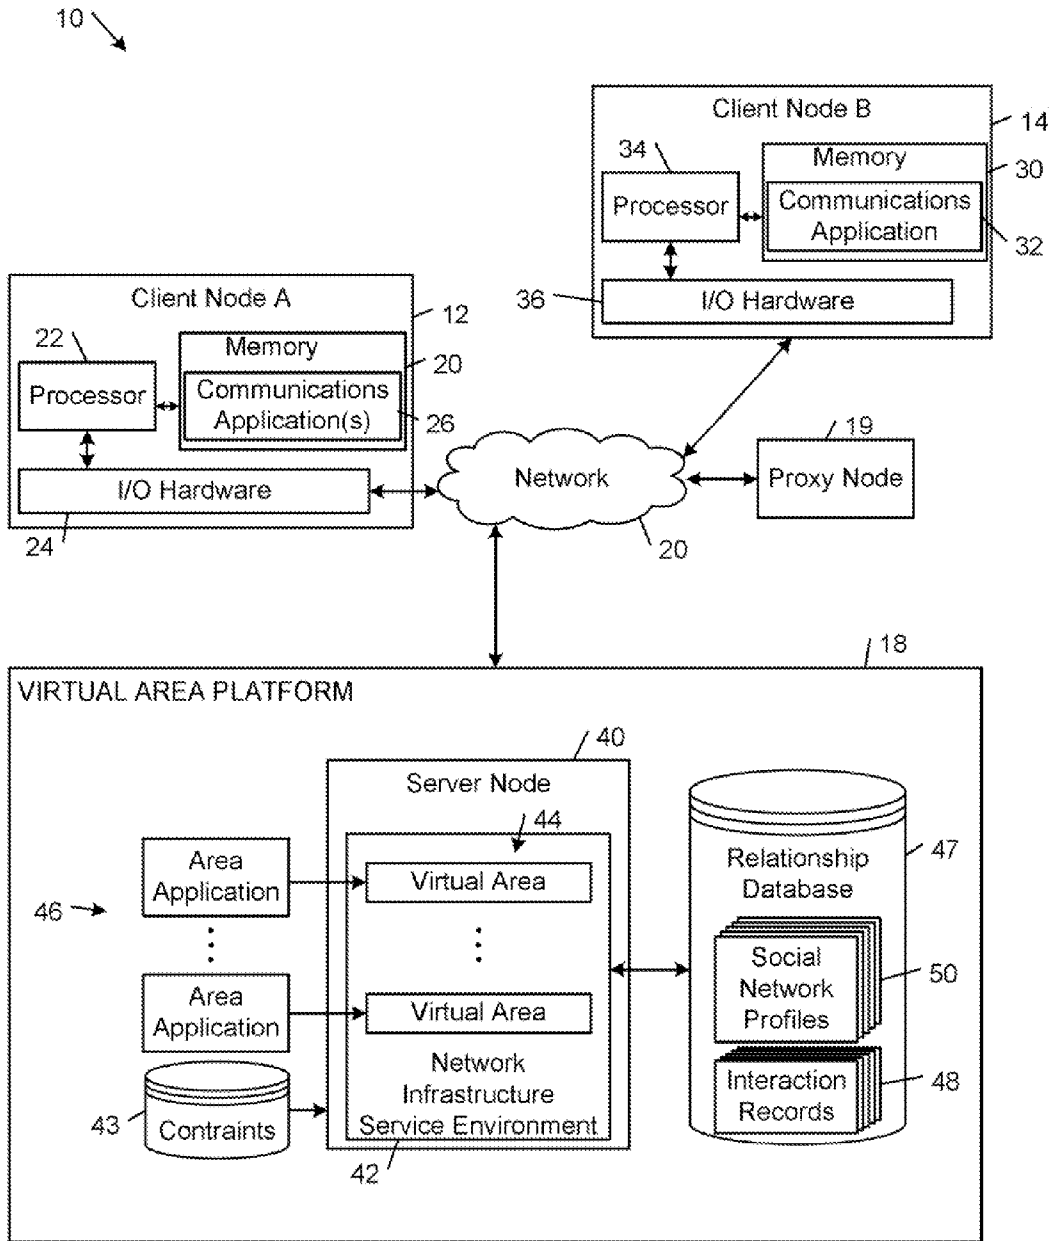 10
Client Node B
14
34
Memory
30
Processor
Communications
Application
32
36
I/O Hardware
Client Node A
12
22
Memory
20
Processor
Communications
Application(s)
26
I/O Hardware
24
Network
20
19
Proxy Node
18
VIRTUAL AREA PLATFORM
40
Server Node
44
Area
Application
Virtual Area
46
Area
Application
Virtual Area
Network
Infrastructure
Service Environment
42
43
Contraints
47
Relationship
Database
Social
Network
Profiles
50
Interaction
Records
48